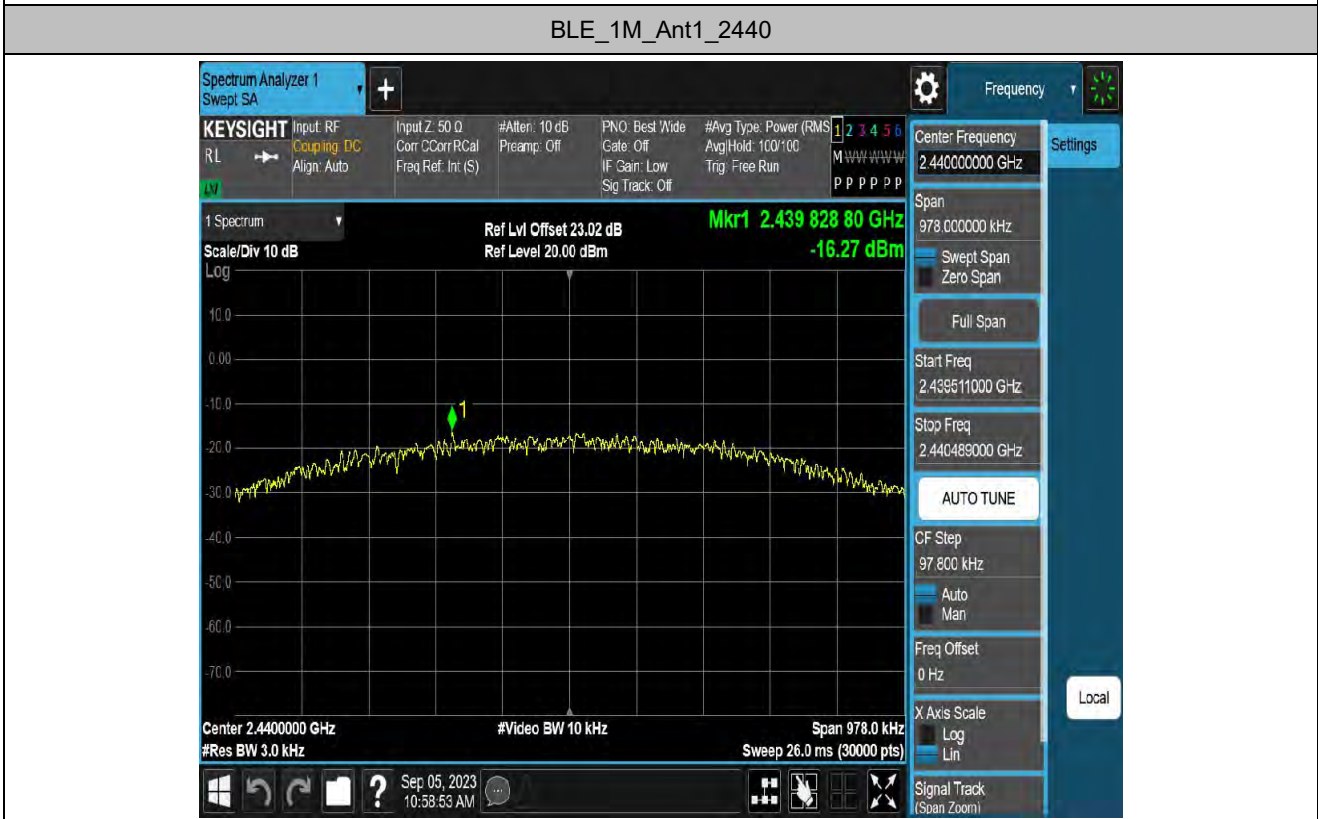 BLE_1M_Ant1_2440
Spectrum Analyzer 1
Swept SA
+
Frequency
KEYSIGHT
RL
LXI
Input: RF
Coupling: DC
Align: Auto
Input Z: 50 Ω
Corr CCorr RCal
Freq Ref: Int (S)
#Atten: 10 dB
Preamp: Off
PNO: Best Wide
Gate: Off
IF Gain: Low
Sig Track: Off
#Avg Type: Power (RMS
Avg|Hold: 100/100
Trig: Free Run
1 2 3 4 5 6
M W W W W W
P P P P P P
1 Spectrum
Scale/Div 10 dB
Log
Ref Lvl Offset 23.02 dB
Ref Level 20.00 dBm
Mkr1 2.439 828 80 GHz
-16.27 dBm
10.0
0.00
-10.0
-20.0
-30.0
-40.0
-50.0
-60.0
-70.0
1
Center 2.4400000 GHz
#Res BW 3.0 kHz
#Video BW 10 kHz
Span 978.0 kHz
Sweep 26.0 ms (30000 pts)
Sep 05, 2023
10:58:53 AM
?
Center Frequency
2.440000000 GHz
Span
978.000000 kHz
Swept Span
Zero Span
Full Span
Start Freq
2.439511000 GHz
Stop Freq
2.440489000 GHz
AUTO TUNE
CF Step
97.800 kHz
Auto
Man
Freq Offset
0 Hz
X Axis Scale
Log
Lin
Signal Track
(Span Zoom)
Settings
Local